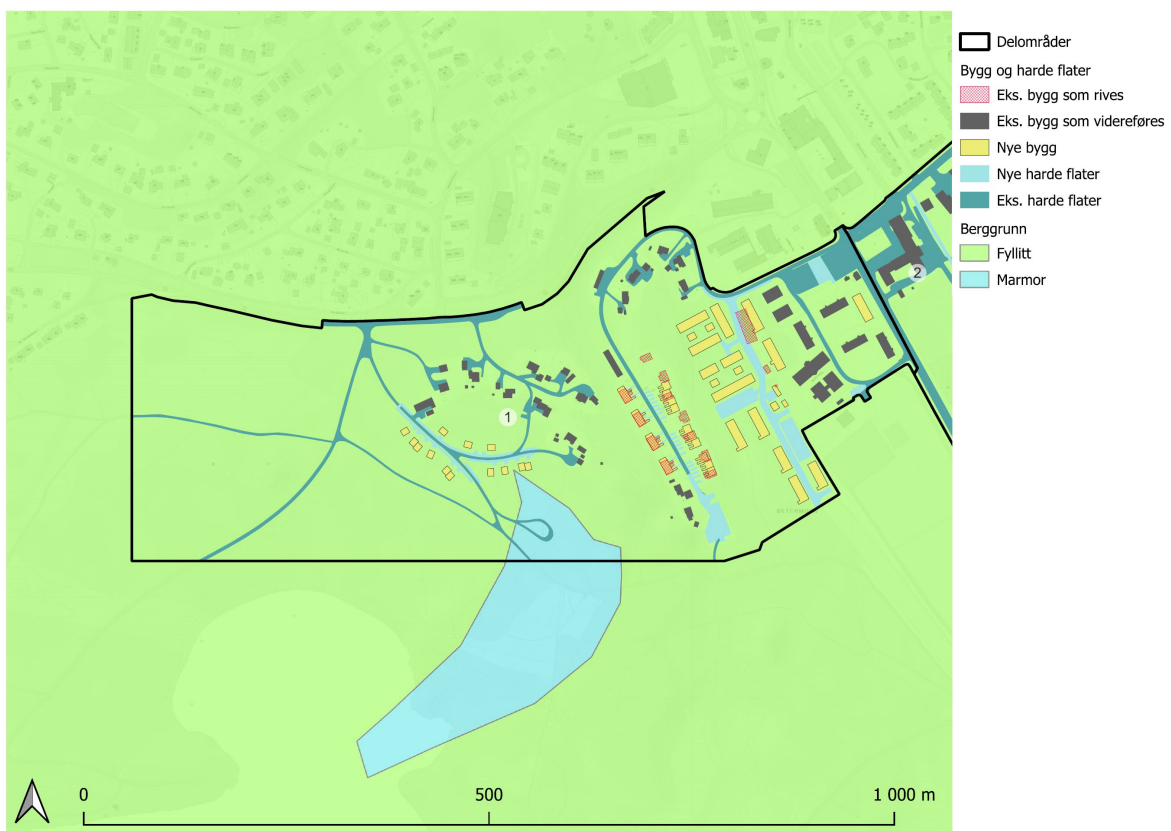 Delområder
Bygg og harde flater
Eks. bygg som rives
Eks. bygg som videreføres
Nye bygg
Nye harde flater
Eks. harde flater
Berggrunn
Fyllitt
Marmor
2
1
0
500
1 000 m